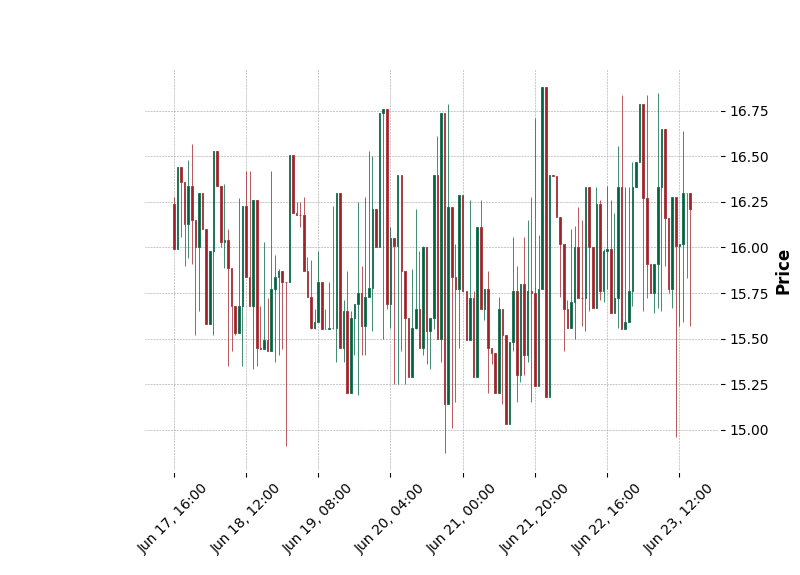 16.75
16.50
16.25
16.00
15.75
15.50
15.25
15.00
Price
Jun 17, 16:00
Jun 18, 12:00
Jun 19, 08:00
Jun 20, 04:00
Jun 21, 00:00
Jun 21, 20:00
Jun 22, 16:00
Jun 23, 12:00